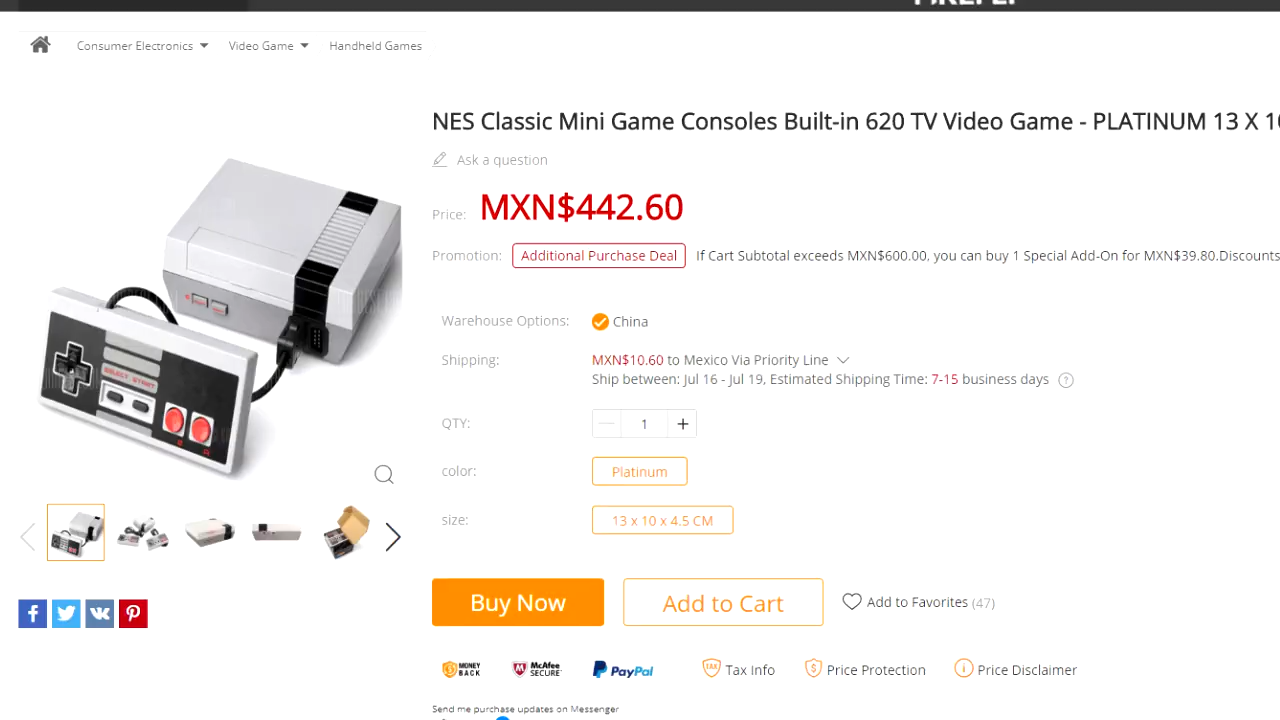 Consumer Electronics
Video Game
Handheld Games
NES Classic Mini Game Consoles Built-in 620 TV Video Game - PLATINUM 13 X
Ask a question
Price: MXN$442.60
Promotion: Additional Purchase Deal If Cart Subtotal exceeds MXN$600.00, you can buy 1 Special Add-On for MXN$39.80.Discounts
Warehouse Options: China
Shipping: MXN$10.60 to Mexico Via Priority Line
Ship between: Jul 16 - Jul 19, Estimated Shipping Time: 7-15 business days
QTY: 1 +
color: Platinum
size: 13 x 10 x 4.5 CM
SELECT START
B A
Buy Now Add to Cart Add to Favorites (47)
MONEY BACK McAfee SECURE PayPal TAX Tax Info Price Protection Price Disclaimer
Send me purchase updates on Messenger